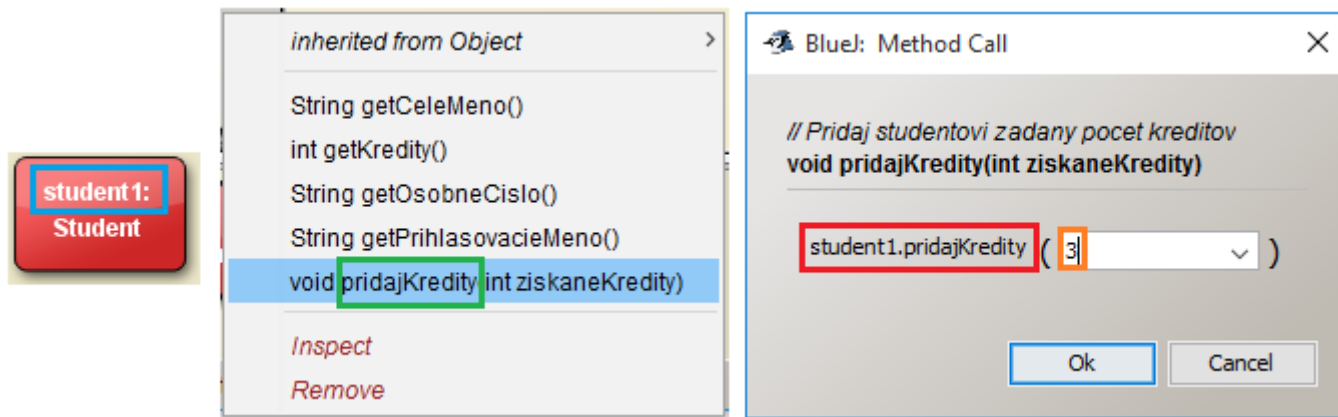 student1:
Student
inherited from Object
String getCeleMeno()
int getKredity()
String getOsobneCislo()
String getPrihlasovacieMeno()
void pridajKredity(int ziskaneKredity)
Inspect
Remove
BlueJ: Method Call
// Pridaj studentovi zadany pocet kreditov
void pridajKredity(int ziskaneKredity)
student1.pridajKredity ( 3 )
Ok Cancel